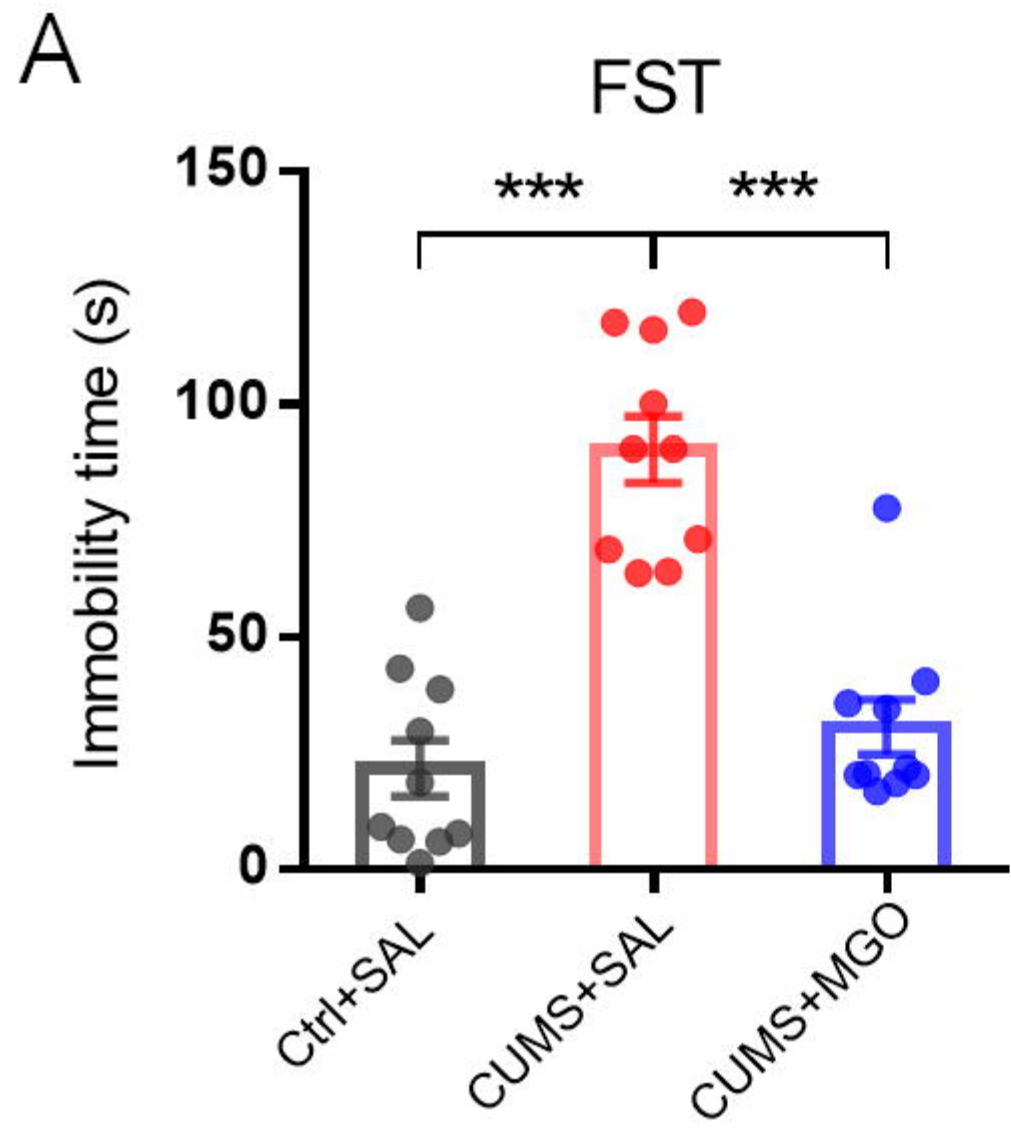 A
FST
150
*** ***
100
50
0
Immobility time (s)
Ctrl+SAL
CUMS+SAL
CUMS+MGO